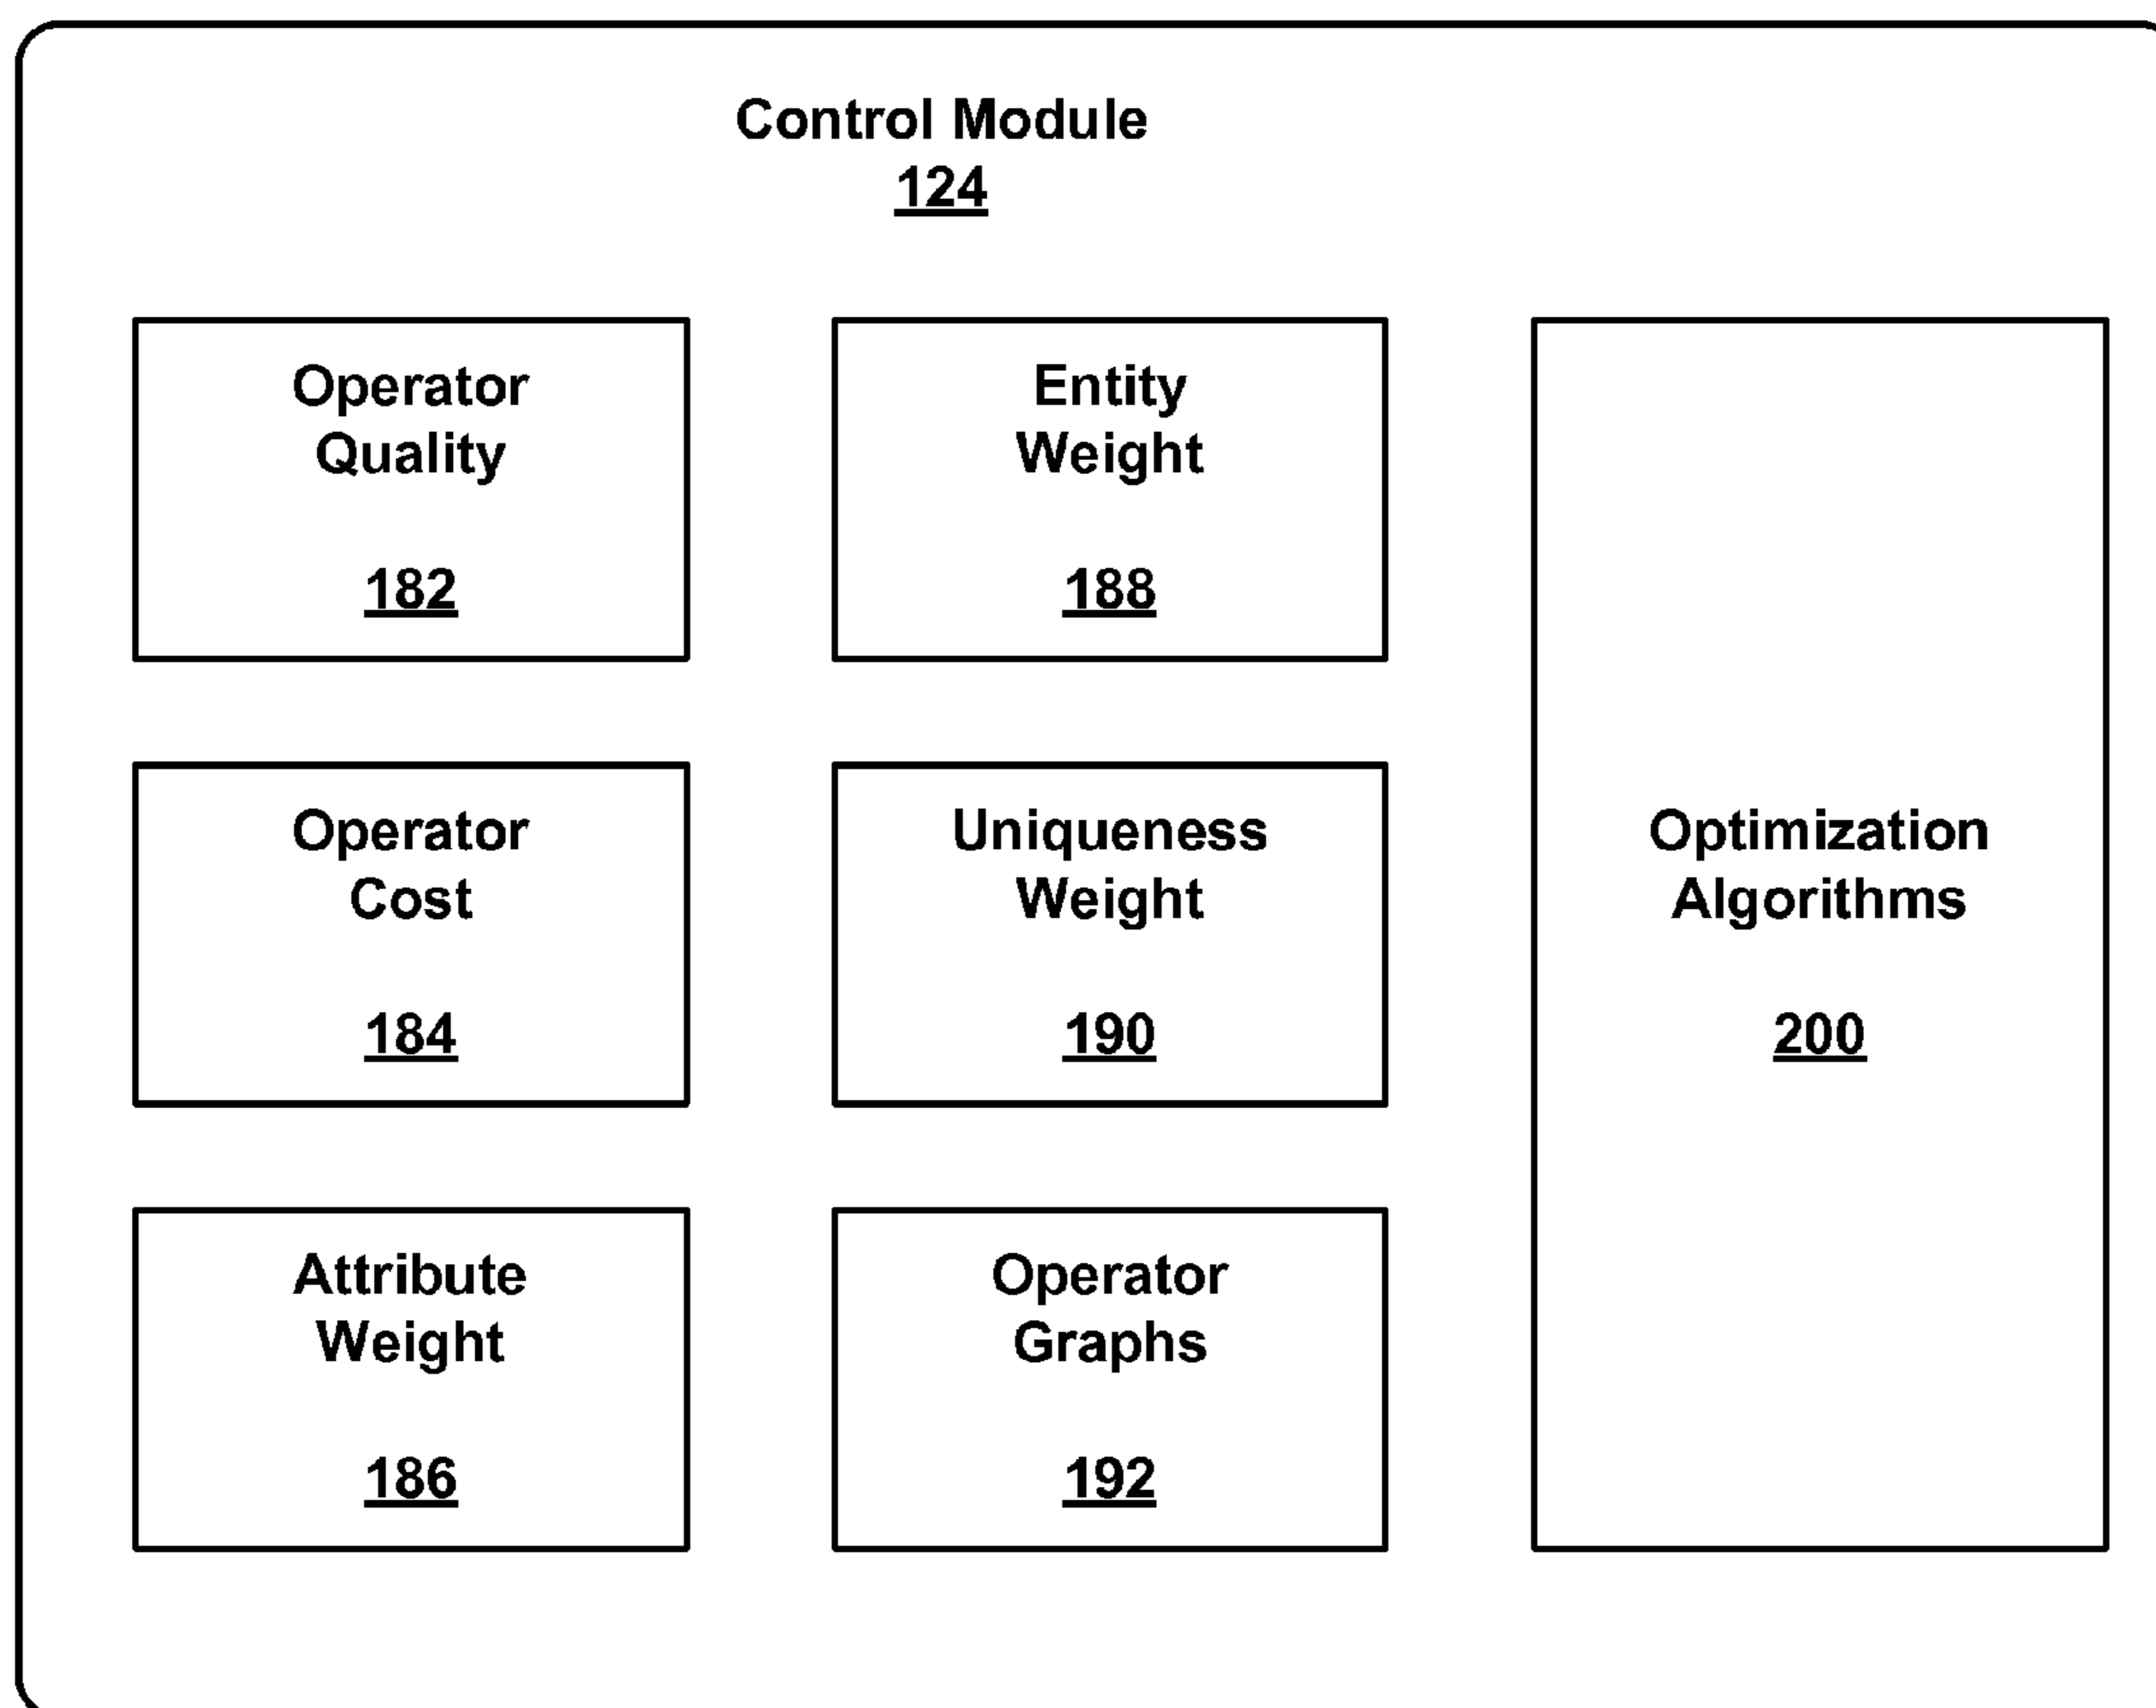 Control Module
124
Operator
Quality
182
Entity
Weight
188
Operator
Cost
184
Uniqueness
Weight
190
Optimization
Algorithms
200
Attribute
Weight
186
Operator
Graphs
192